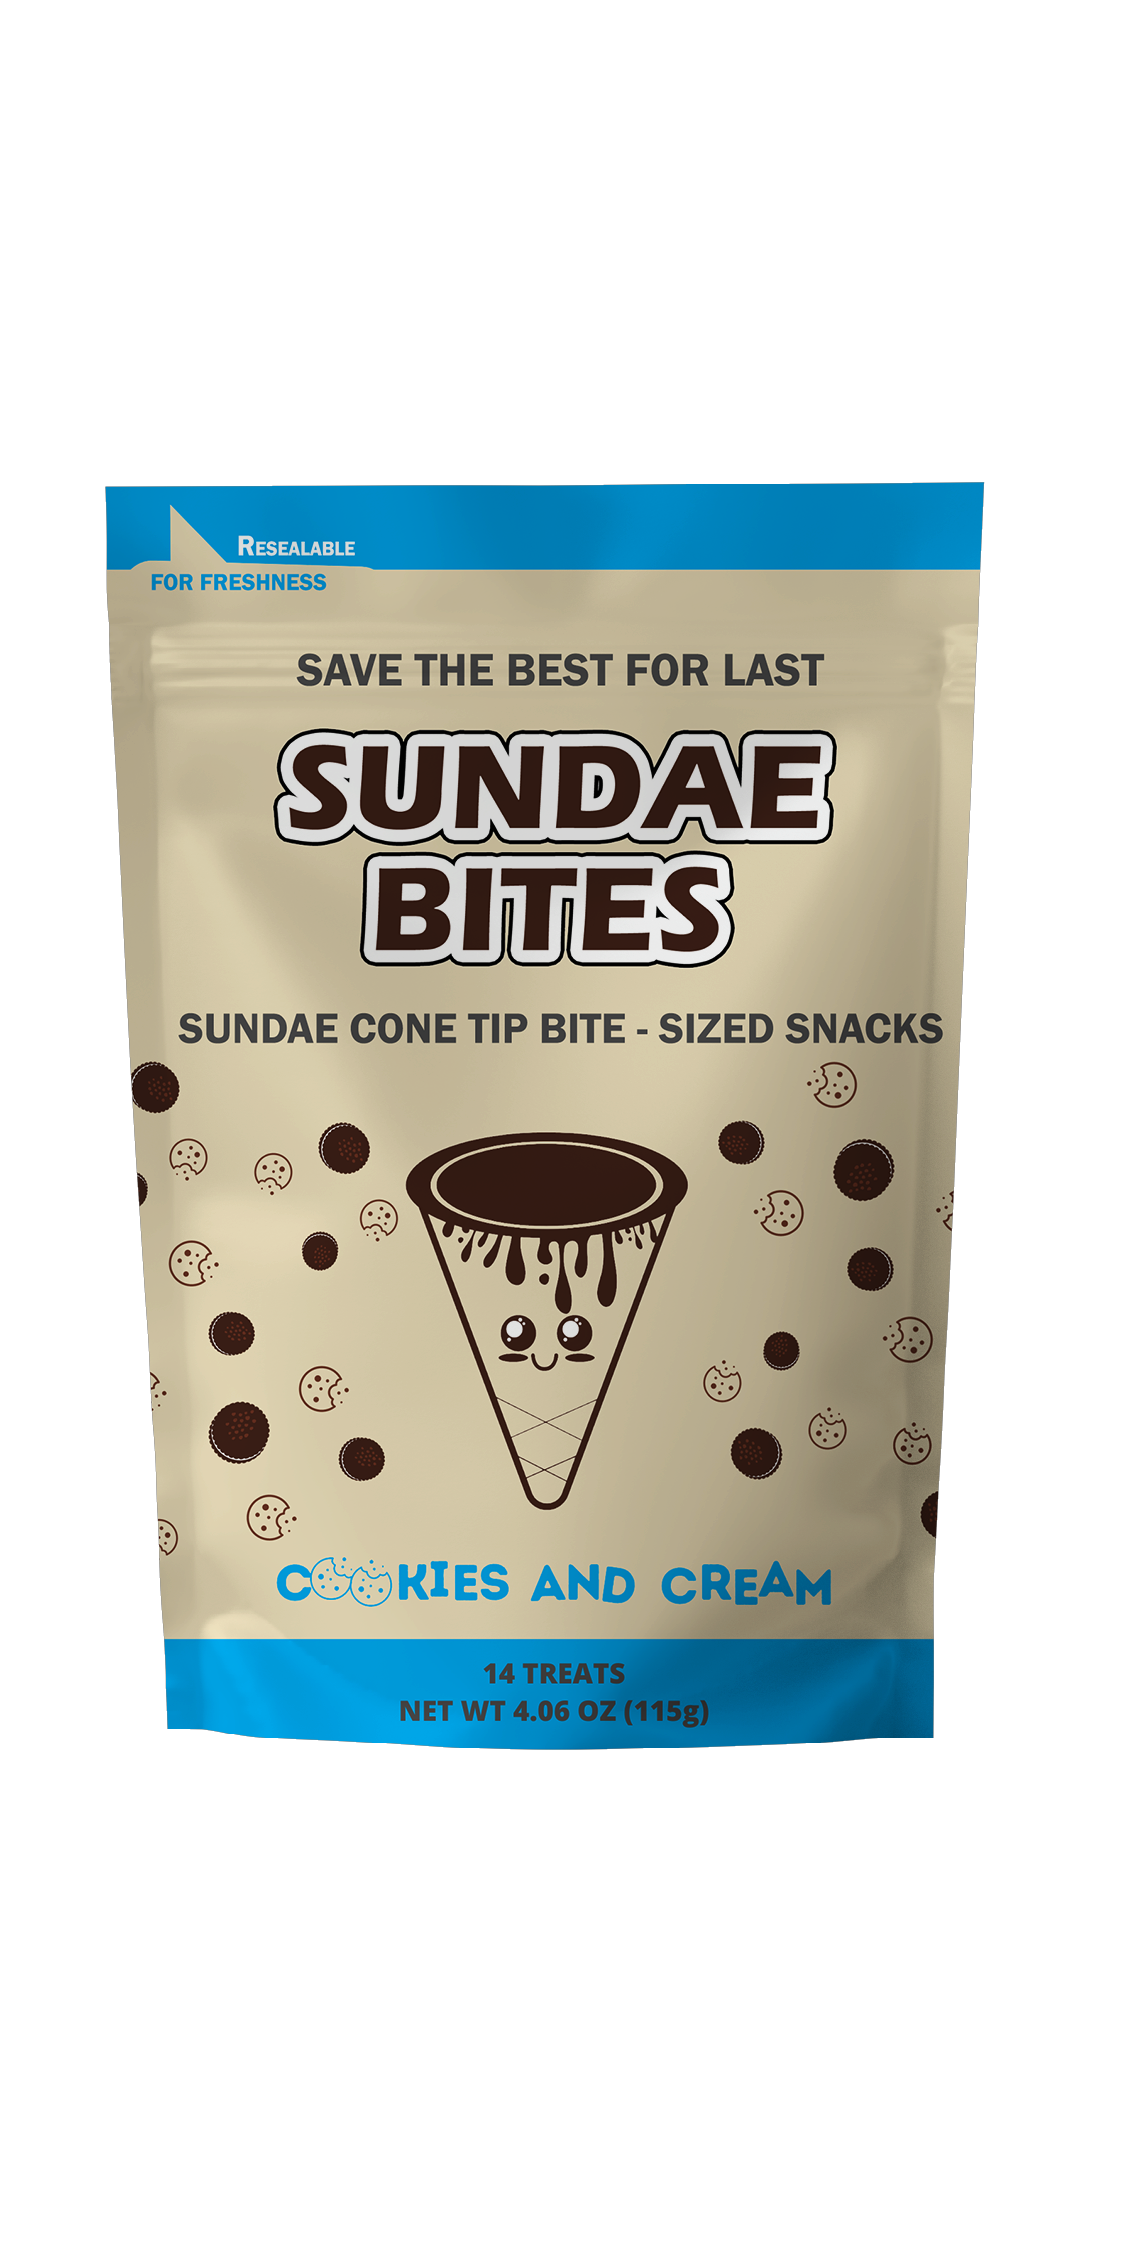 RESEALABLE
FOR FRESHNESS
SAVE THE BEST FOR LAST
SUNDAE
BITES
SUNDAE CONE TIP BITE - SIZED SNACKS
COOKIES AND CREAM
14 TREATS
NET WT 4.06 OZ (115g)